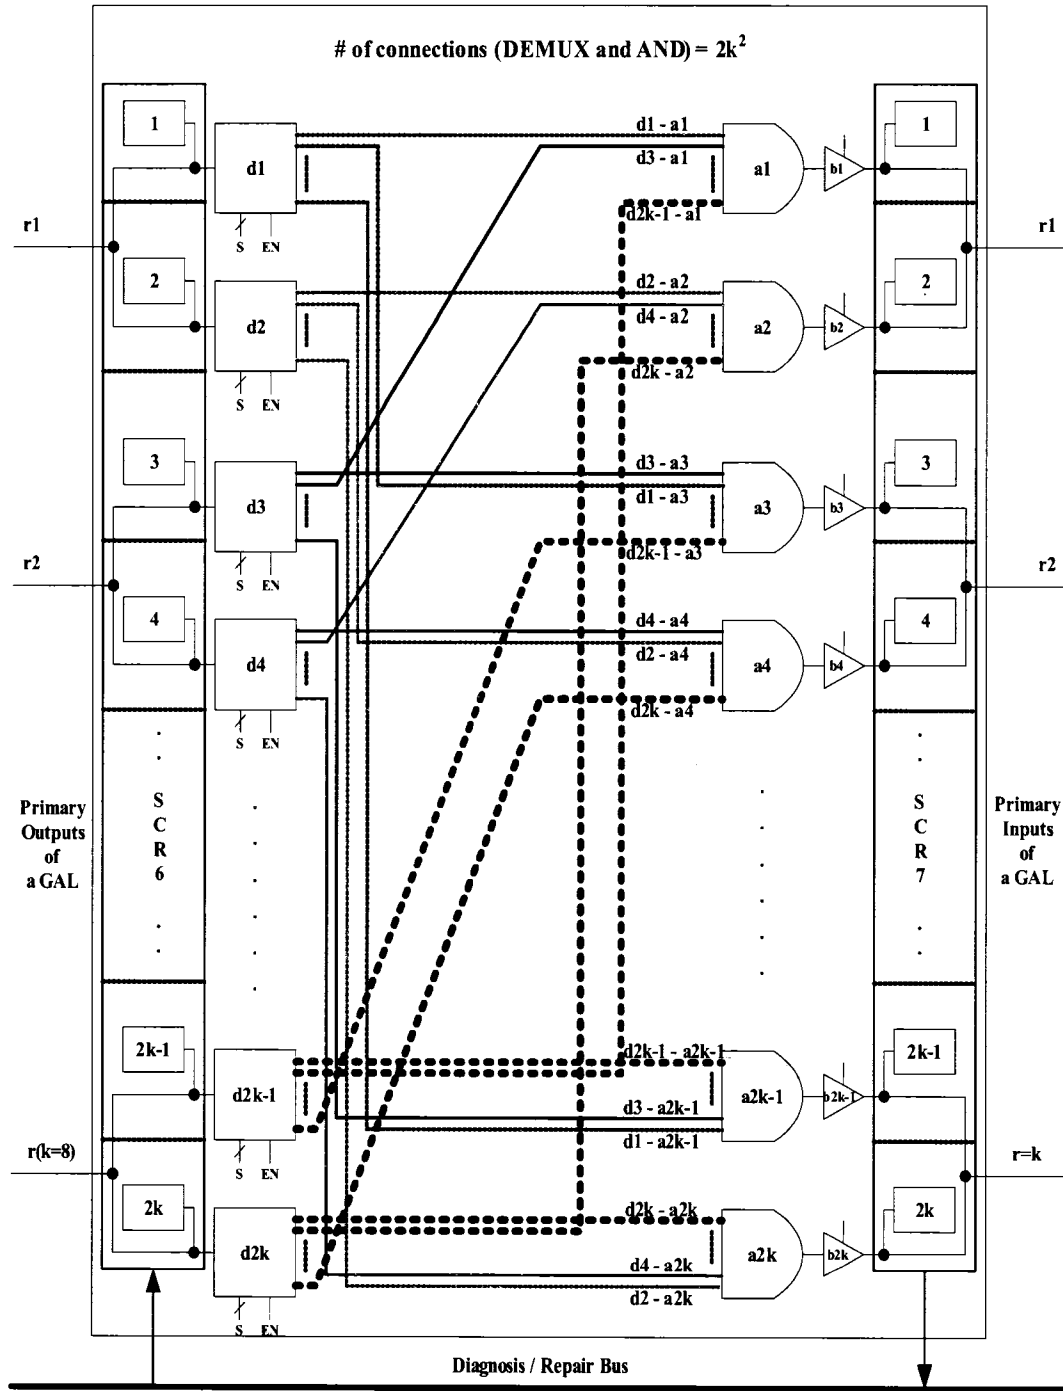 # of connections (DEMUX and AND) = 2k²
1
d1
S EN
d1 - a1
d3 - a1
d2k-1 - a1
a1
b1
1
r1
r1
2
d2
S EN
d2 - a2
d4 - a2
d2k - a2
a2
b2
2
3
d3
S EN
d3 - a3
d1 - a3
d2k-1 - a3
a3
b3
3
r2
r2
4
d4
S EN
d4 - a4
d2 - a4
d2k - a4
a4
b4
4
Primary
Outputs
of
a GAL
S
C
R
6
S
C
R
7
Primary
Inputs
of
a GAL
2k-1
d2k-1
S EN
d2k-1 - a2k-1
d3 - a2k-1
d1 - a2k-1
a2k-1
b2k-1
2k-1
r(k=8)
r=k
2k
d2k
S EN
d2k - a2k
d4 - a2k
d2 - a2k
a2k
b2k
2k
Diagnosis / Repair Bus